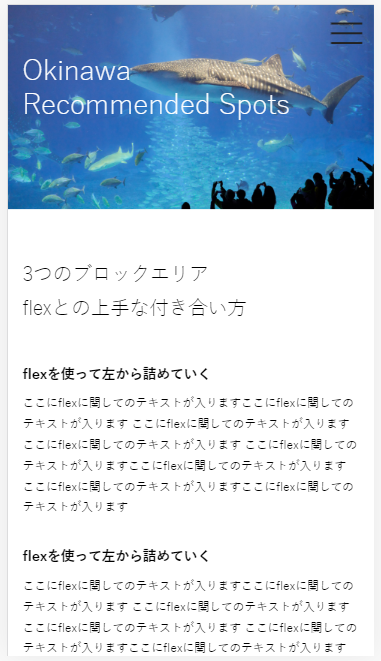 Okinawa
Recommended Spots
3つのブロックエリア
flexとの上手な付き合い方
flexを使って左から詰めていく
ここにflexに関してのテキストが入りますここにflexに関しての
テキストが入ります ここにflexに関してのテキストが入ります
ここにflexに関してのテキストが入ります ここにflexに関しての
テキストが入りますここにflexに関してのテキストが入ります
ここにflexに関してのテキストが入りますここにflexに関しての
テキストが入ります
flexを使って左から詰めていく
ここにflexに関してのテキストが入りますここにflexに関しての
テキストが入ります ここにflexに関してのテキストが入ります
ここにflexに関してのテキストが入ります ここにflexに関しての
テキストが入りますここにflexに関してのテキストが入ります